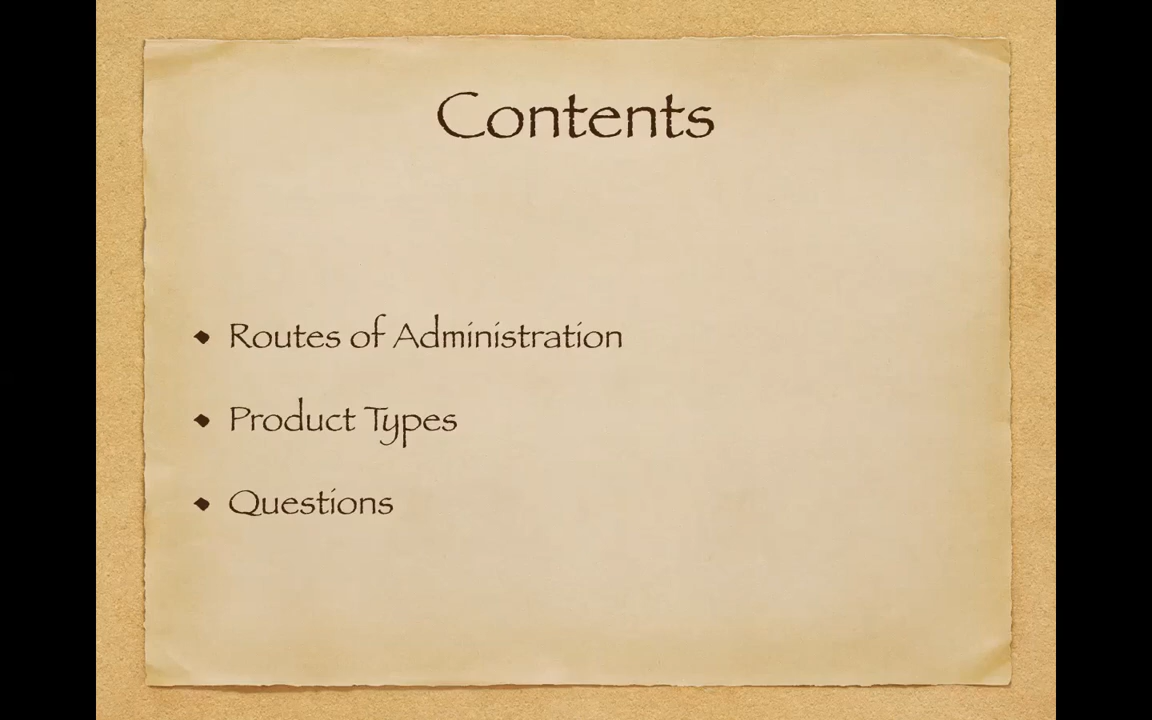 Contents
• Routes of Administration
• Product Types
• Questions